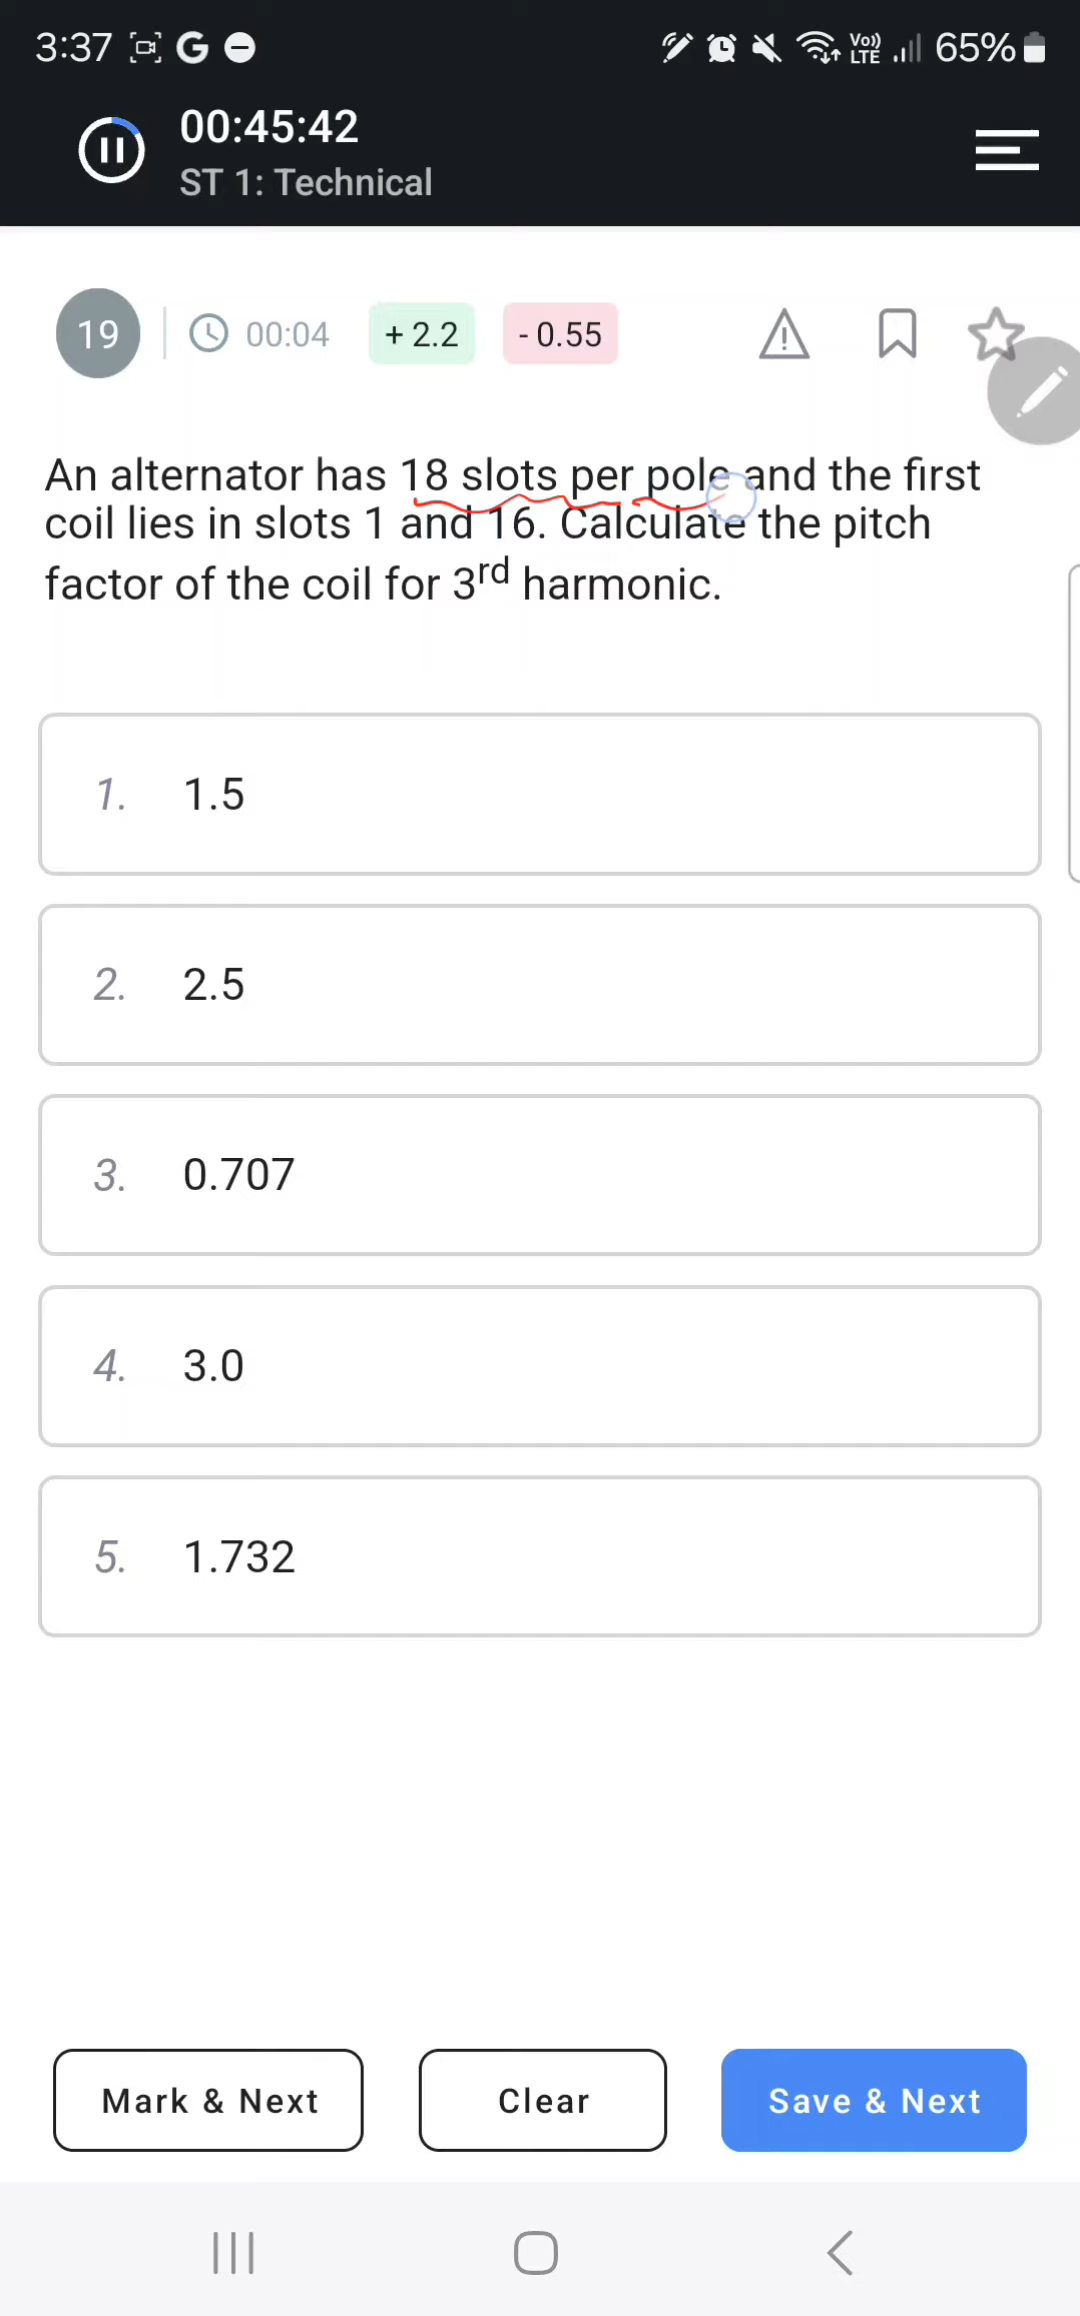 3:37 G Vo)) LTE 65%
00:45:42
ST 1: Technical
19 00:04 + 2.2 - 0.55
An alternator has 18 slots per pole and the first
coil lies in slots 1 and 16. Calculate the pitch
factor of the coil for 3rd harmonic.
1. 1.5
2. 2.5
3. 0.707
4. 3.0
5. 1.732
Mark & Next Clear Save & Next